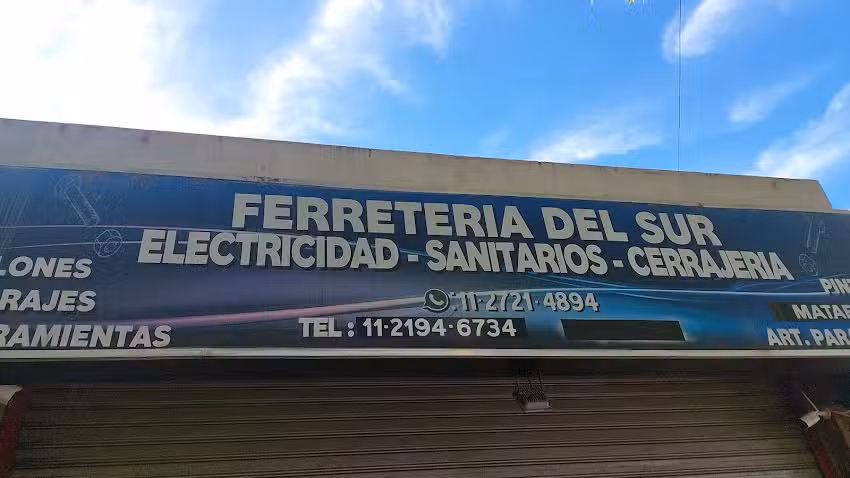 FERRETERIA DEL SUR
ELECTRICIDAD - SANITARIOS - CERRAJERIA
LONES
RAJES
RAMIENTAS
: 11-2721-4894
TEL : 11-2194-6734
PIN
MATAF
ART. PARA